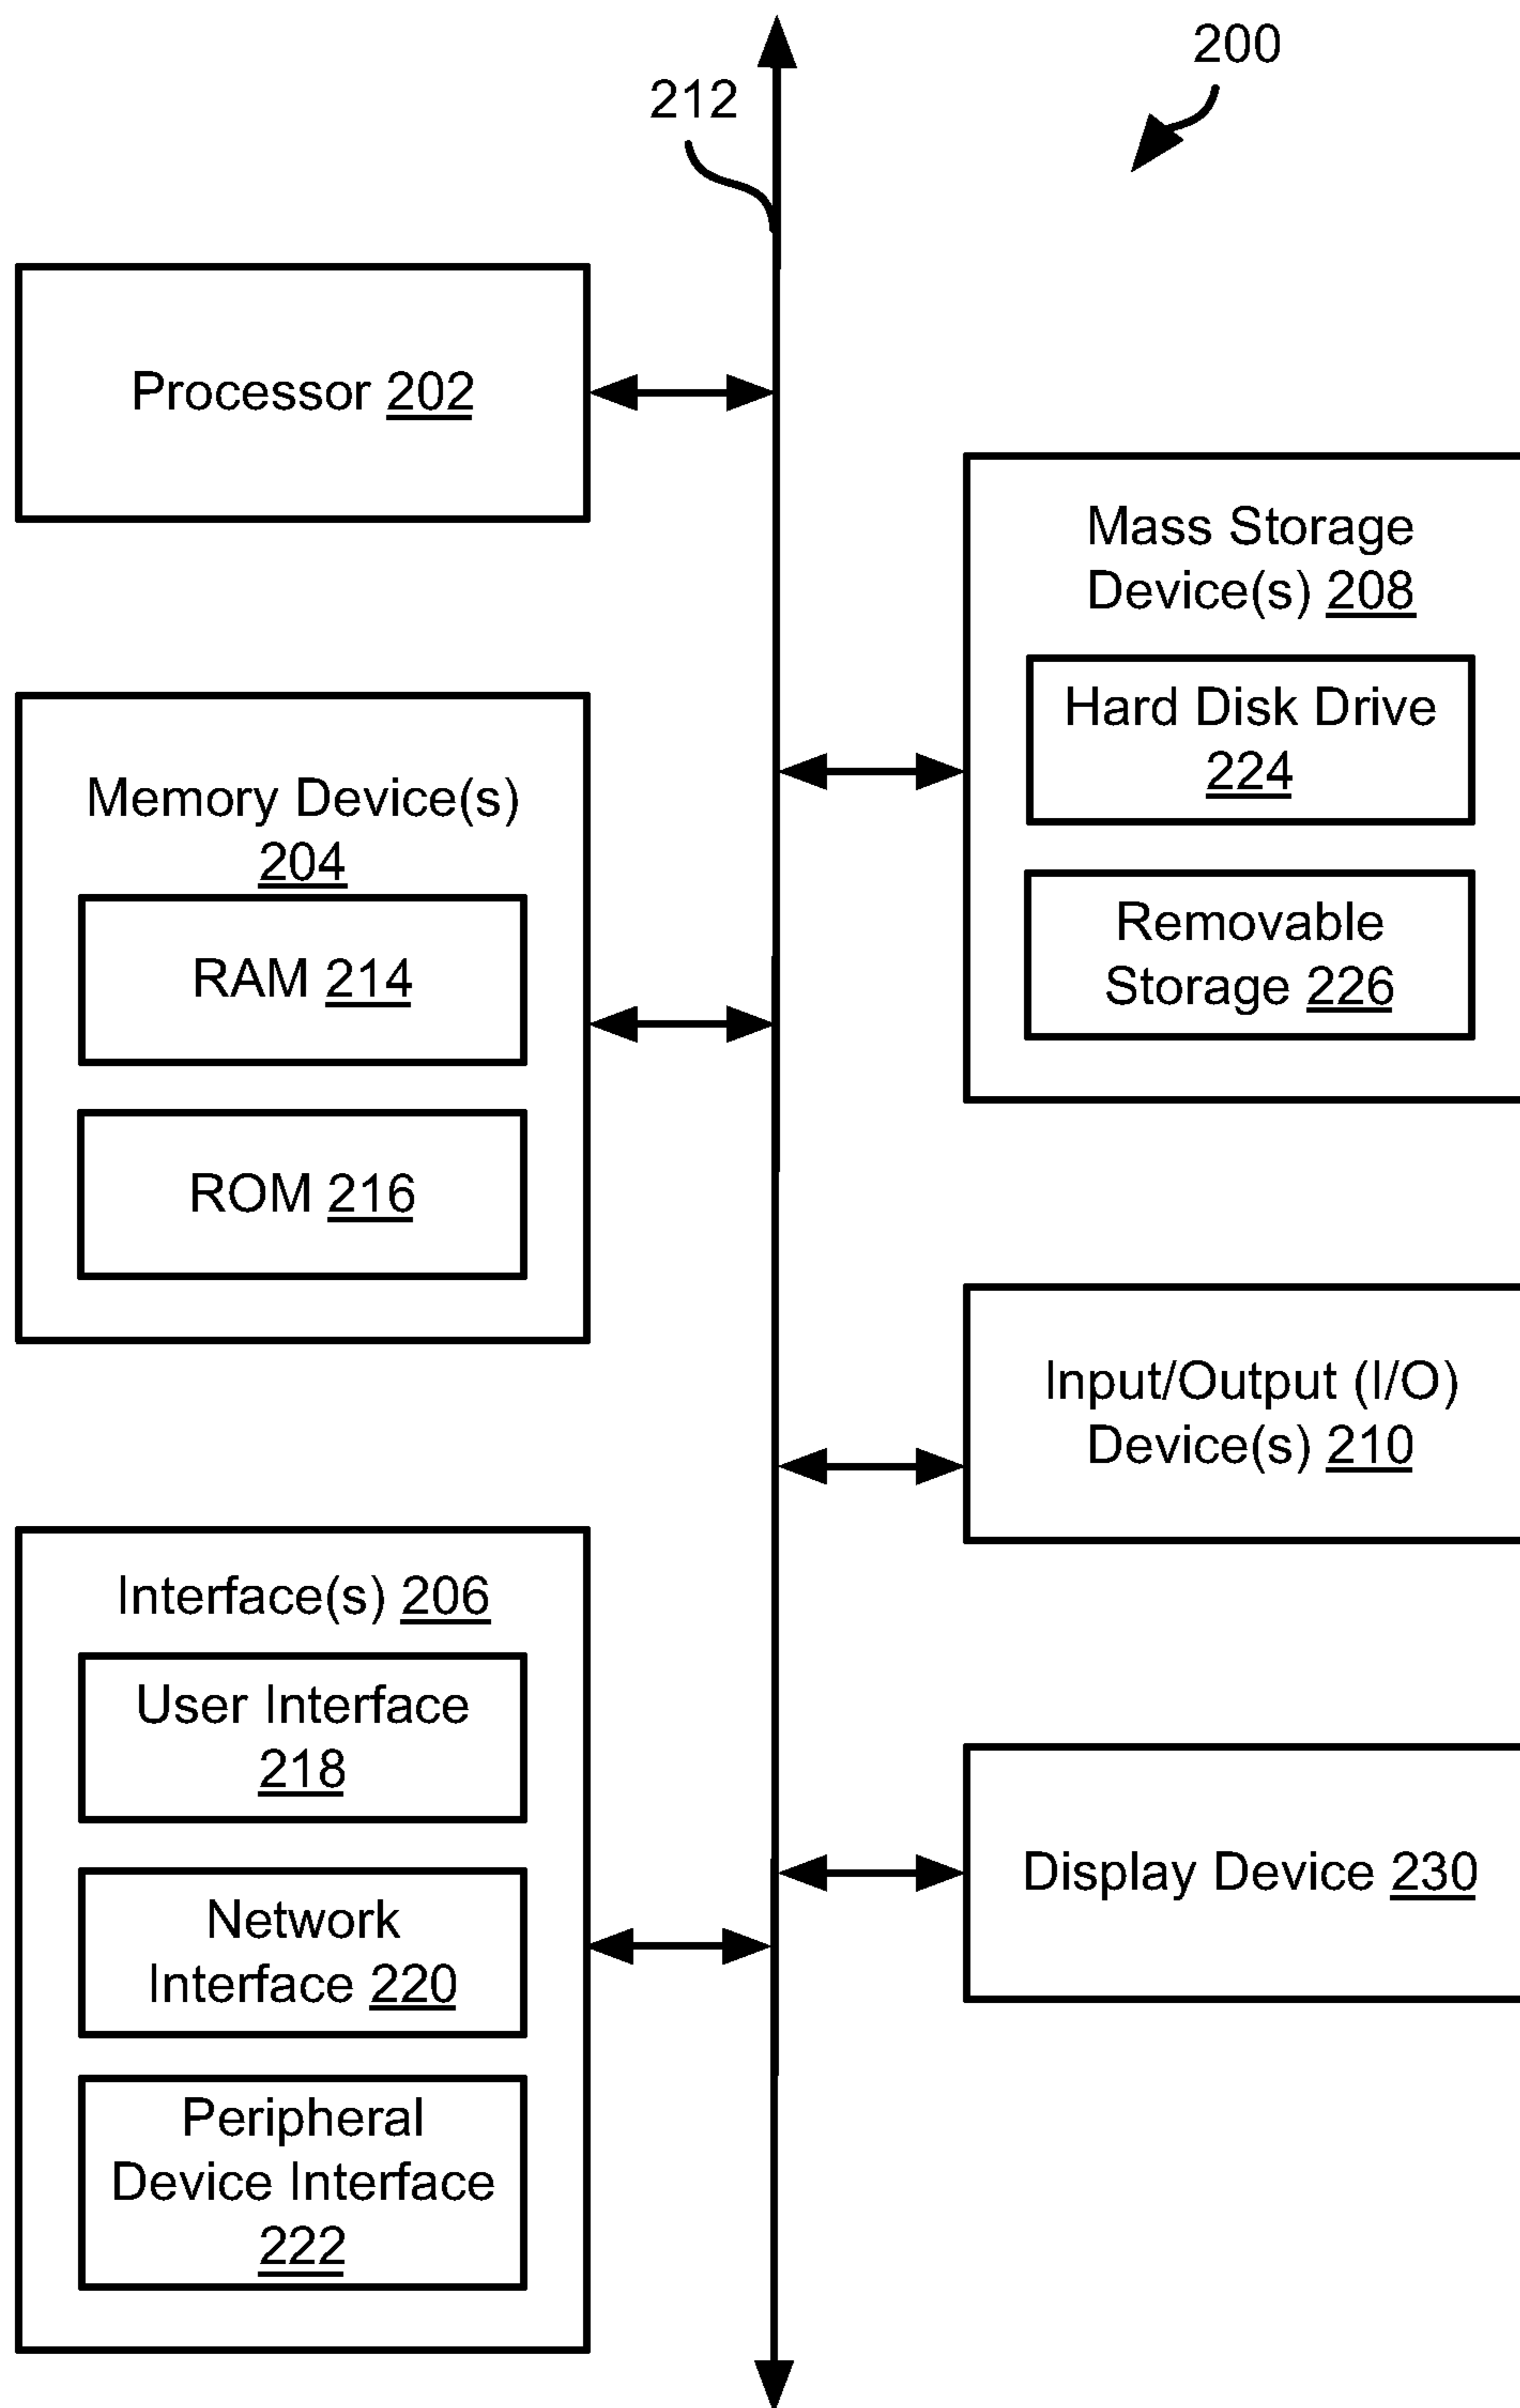 200
212
Processor 202
Mass Storage
Device(s) 208
Hard Disk Drive
224
Removable
Storage 226
Memory Device(s)
204
RAM 214
ROM 216
Input/Output (I/O)
Device(s) 210
Interface(s) 206
User Interface
218
Network
Interface 220
Peripheral
Device Interface
222
Display Device 230